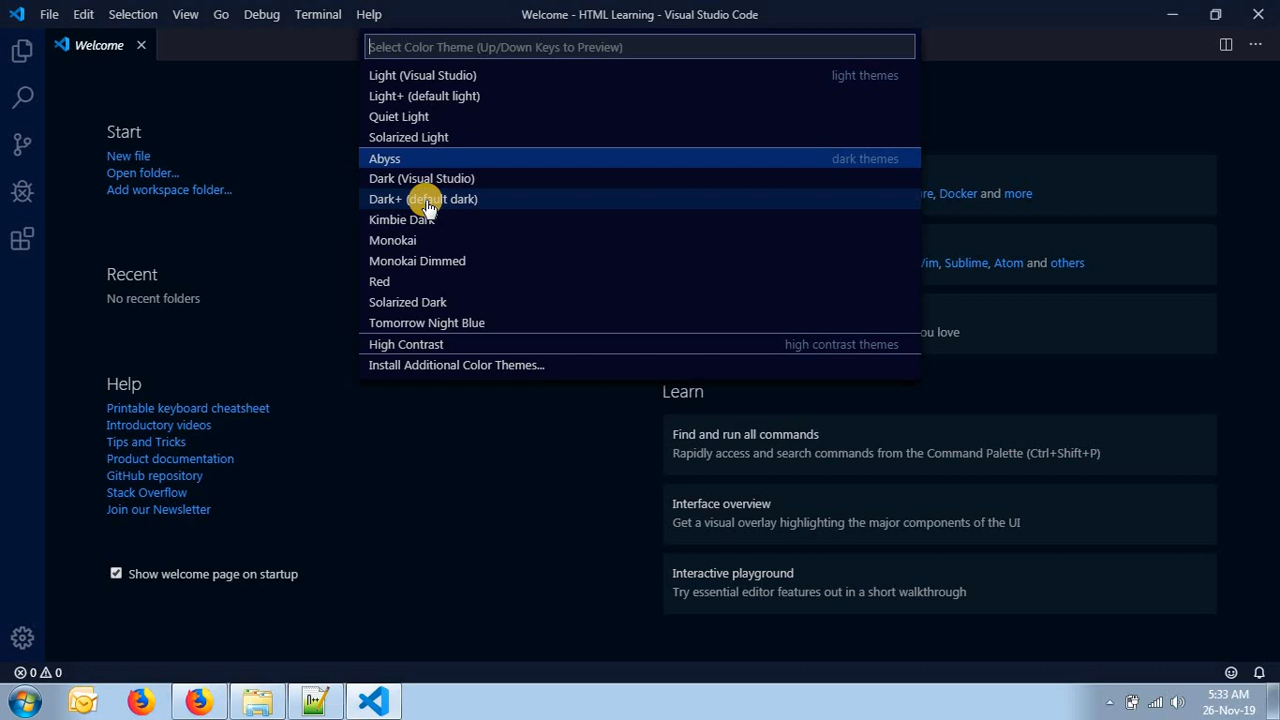 File Edit Selection View Go Debug Terminal Help Welcome - HTML Learning - Visual Studio Code
Welcome
Select Color Theme (Up/Down Keys to Preview)
Light (Visual Studio) light themes
Light+ (default light)
Quiet Light
Solarized Light
Abyss dark themes
Dark (Visual Studio)
Dark+ (default dark)
Kimbie Dark
Monokai
Monokai Dimmed
Red
Solarized Dark
Tomorrow Night Blue
High Contrast high contrast themes
Install Additional Color Themes...
Start
New file
Open folder...
Add workspace folder...
Recent
No recent folders
Help
Printable keyboard cheatsheet
Introductory videos
Tips and Tricks
Product documentation
GitHub repository
Stack Overflow
Join our Newsletter
Show welcome page on startup
Docker and more
Sublime, Atom and others
you love
Learn
Find and run all commands
Rapidly access and search commands from the Command Palette (Ctrl+Shift+P)
Interface overview
Get a visual overlay highlighting the major components of the UI
Interactive playground
Try essential editor features out in a short walkthrough
0 0
5:33 AM
26-Nov-19